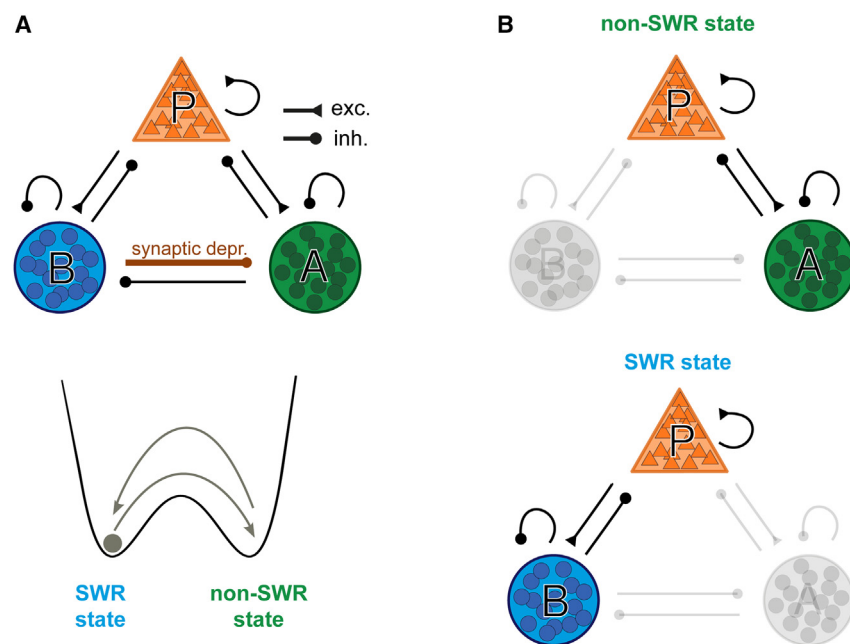 A
P
exc.
inh.
synaptic depr.
B
A
SWR
state
non-SWR
state
B
non-SWR state
P
B
A
SWR state
P
B
A